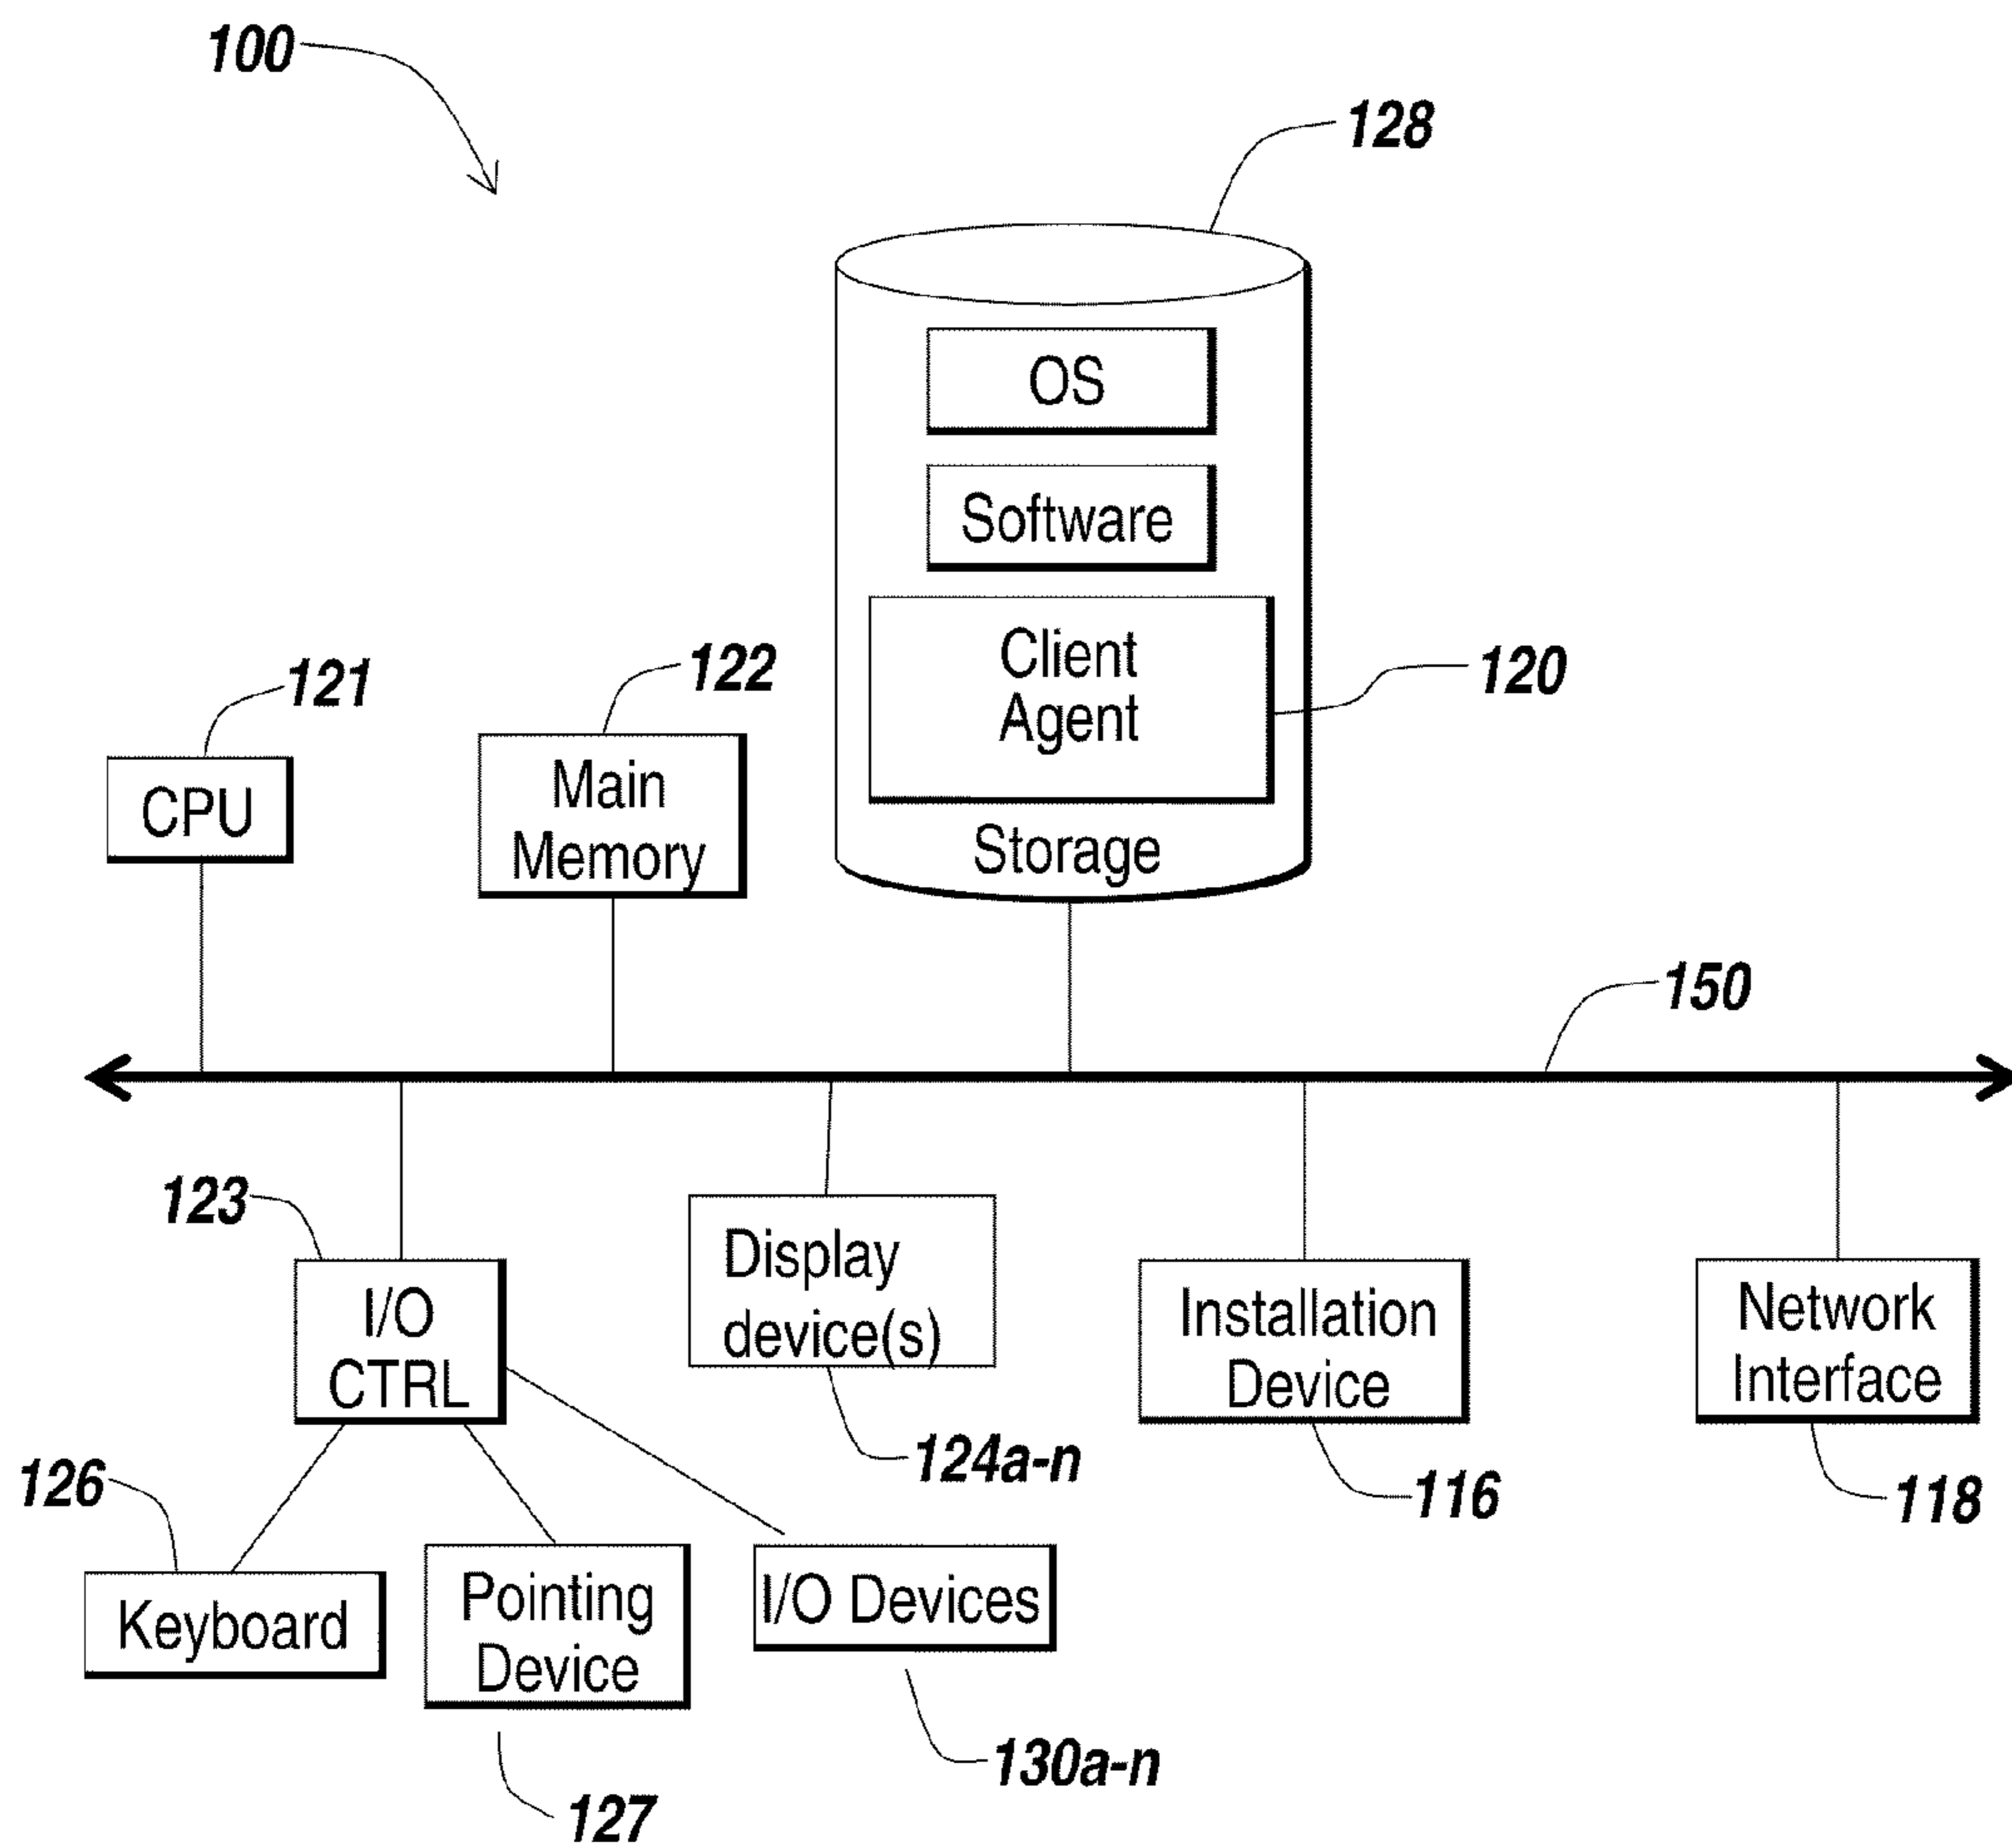 100
128
OS
Software
Client
Agent
120
Storage
121
CPU
122
Main
Memory
150
123
I/O
CTRL
Display
device(s)
124a-n
Installation
Device
116
Network
Interface
118
126
Keyboard
Pointing
Device
127
I/O Devices
130a-n